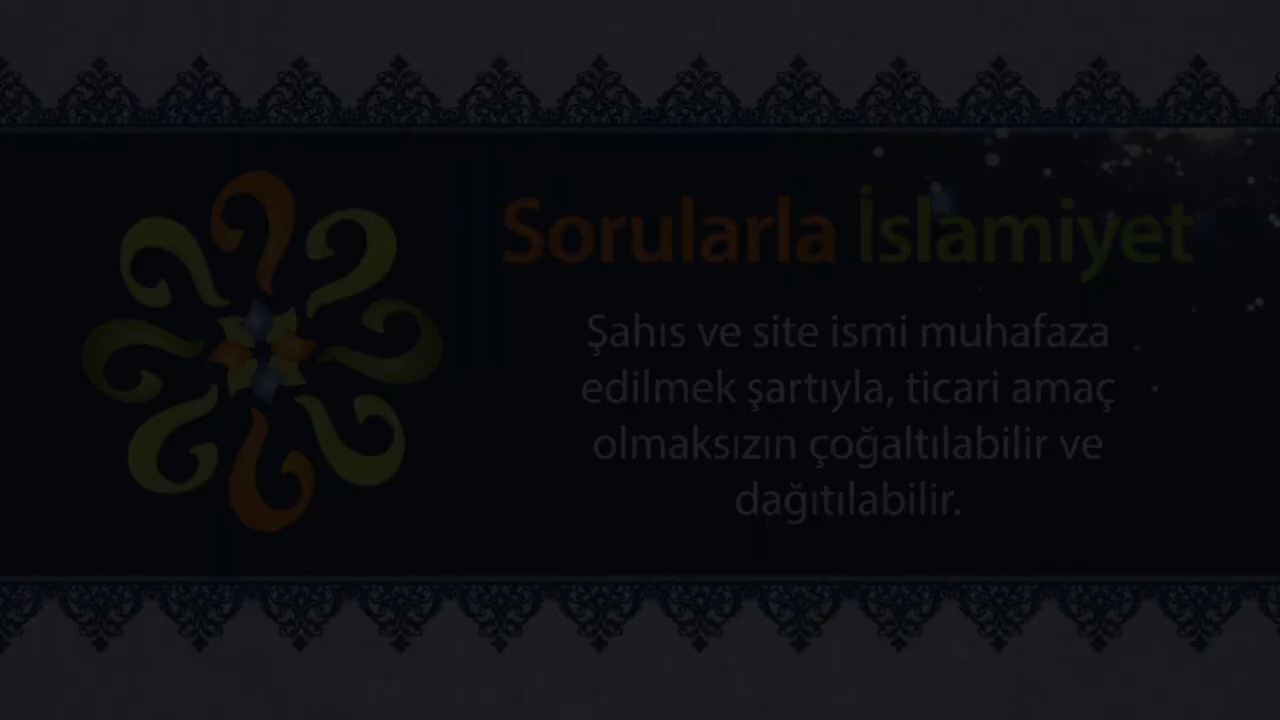 Sorularla İslamiyet
Şahıs ve site ismi muhafaza
edilmek şartıyla, ticari amaç
olmaksızın çoğaltılabilir ve
dağıtılabilir.